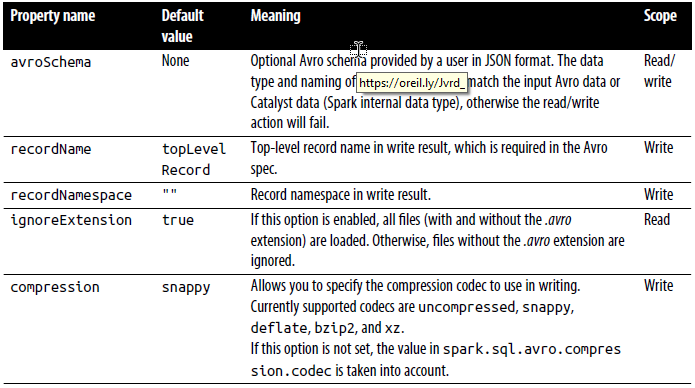 Property name Default value Meaning Scope
avroSchema None Optional Avro schema provided by a user in JSON format. The data Read/
type and naming of match the input Avro data or write
https://oreil.ly/Jvrd_
Catalyst data (Spark internal data type), otherwise the read/write
action will fail.
recordName topLevel Top-level record name in write result, which is required in the Avro Write
Record spec.
recordNamespace "" Record namespace in write result. Write
ignoreExtension true If this option is enabled, all files (with and without the .avro Read
extension) are loaded. Otherwise, files without the .avro extension are
ignored.
compression snappy Allows you to specify the compression codec to use in writing. Write
Currently supported codecs are uncompressed, snappy,
deflate, bzip2, and xz.
If this option is not set, the value in spark.sql.avro.compres
sion.codec is taken into account.